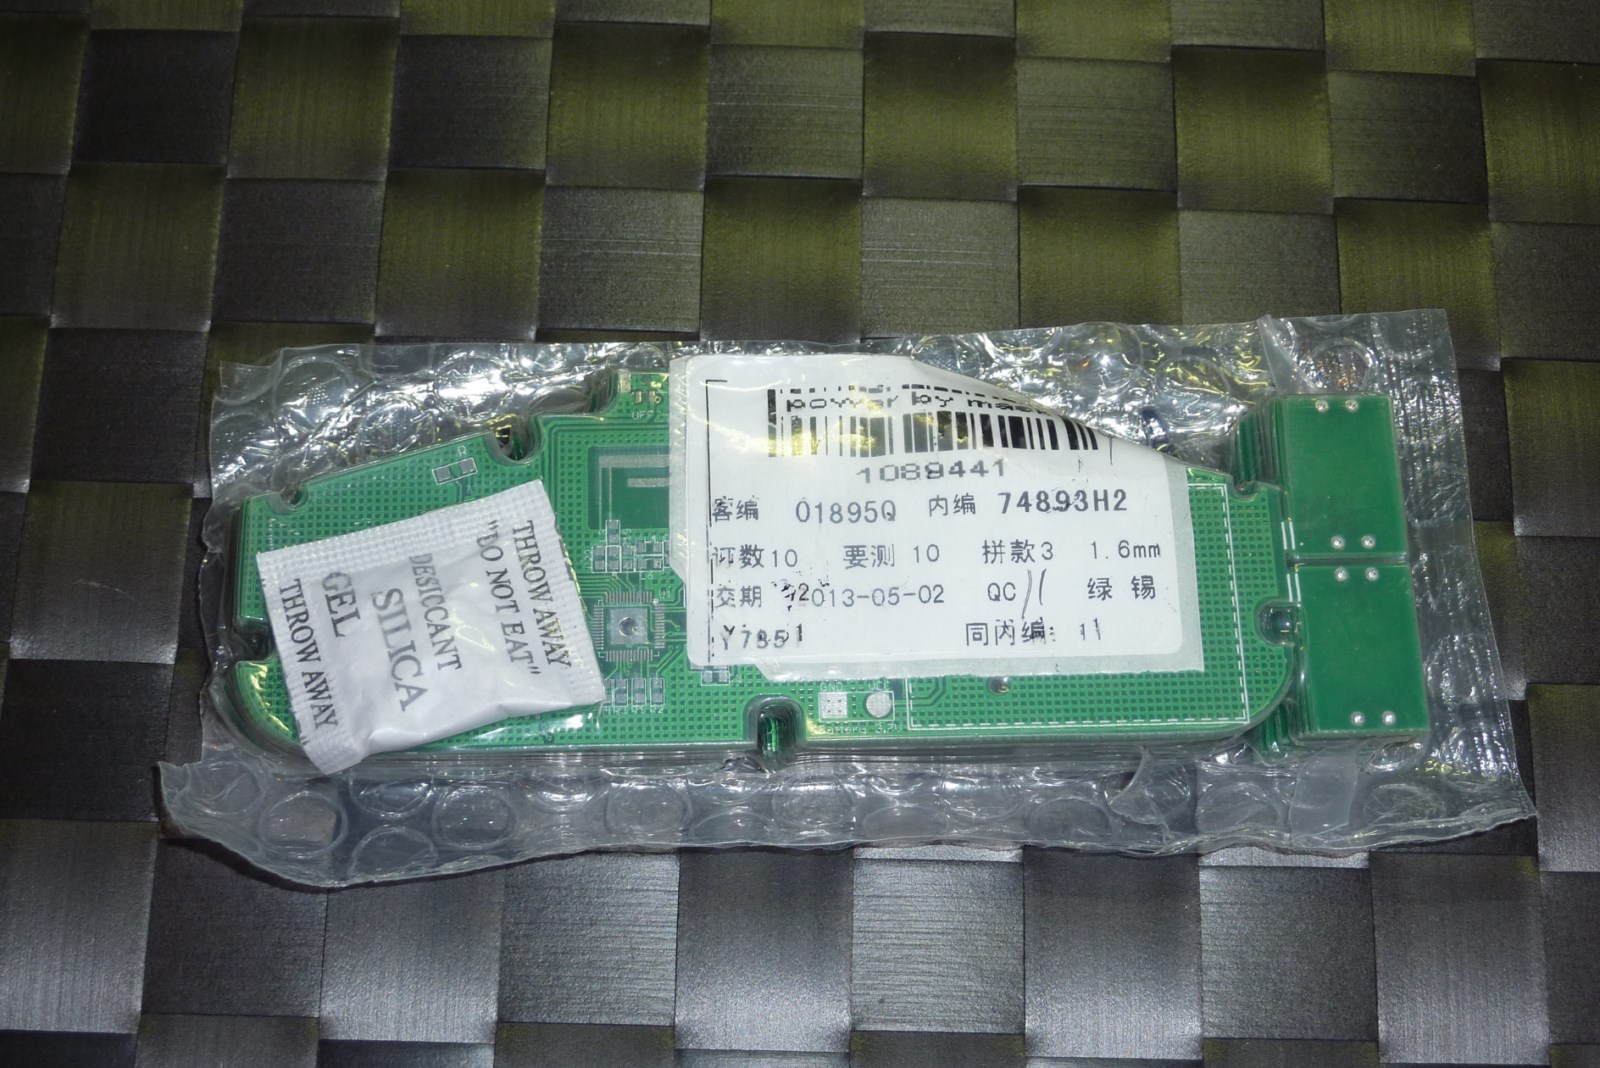 power by
1089441
客编 01895Q 内编 74893H2
订数10 要测 10 拼款3 1.6mm
交期 2013-05-02 QC 绿 锡
同内编: 11
THROW AWAY
"DO NOT EAT"
DESICCANT
SILICA
GEL
THROW AWAY